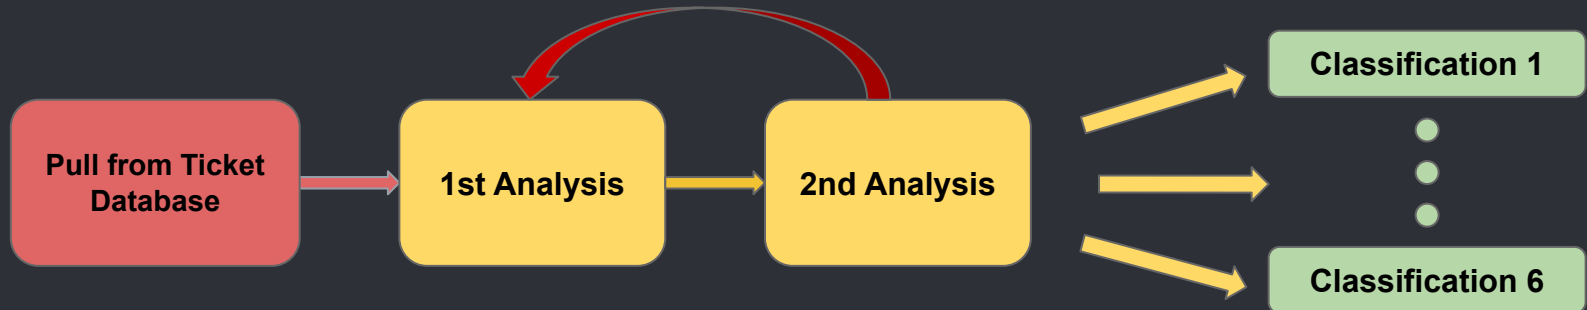 Pull from Ticket
Database
1st Analysis
2nd Analysis
Classification 1
Classification 6